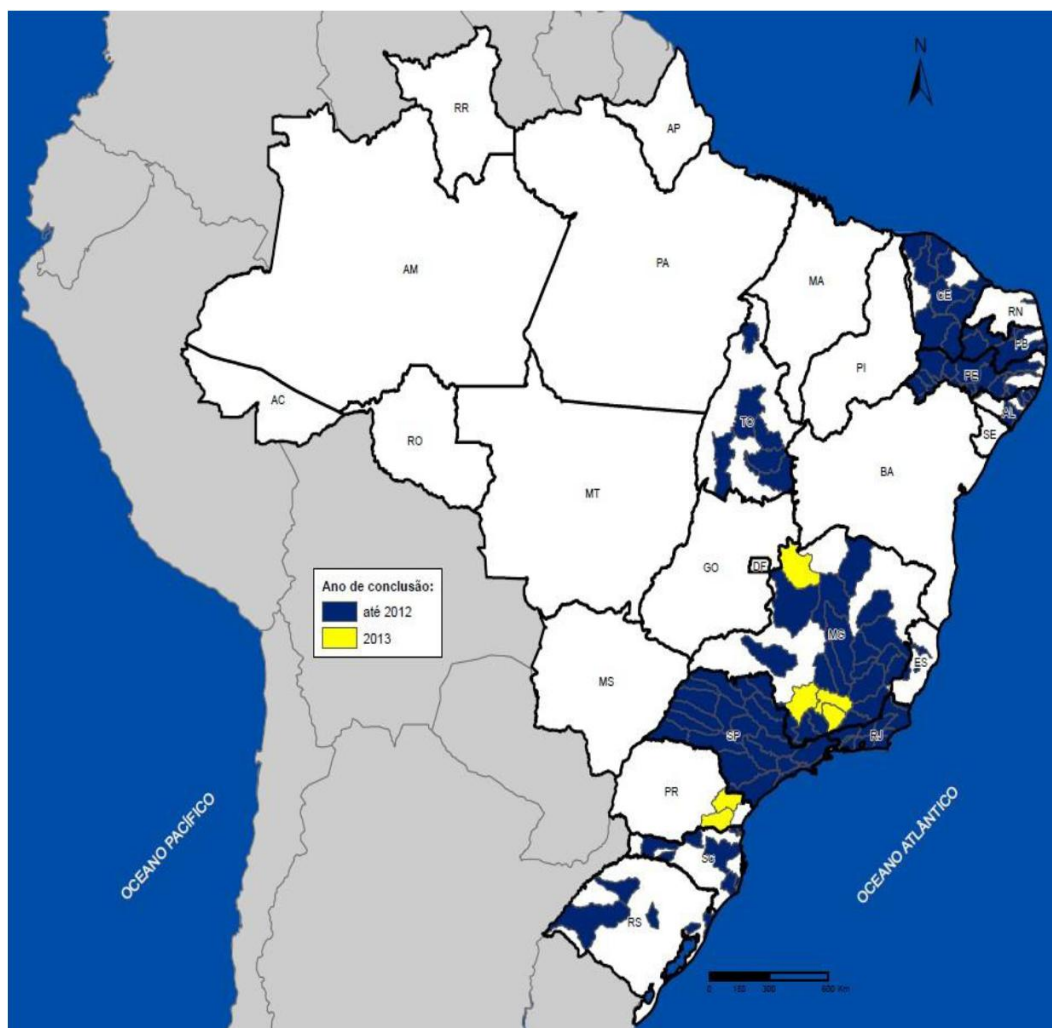 N
RR
AP
AM
PA
MA
CE
RN
PB
PI
PE
AC
TO
AL
RO
SE
BA
MT
GO
DF
Ano de conclusão:
até 2012
2013
MG
ES
MS
SP
RJ
PR
OCEANO PACÍFICO
OCEANO ATLÂNTICO
SC
RS
0 150 300 600 Km